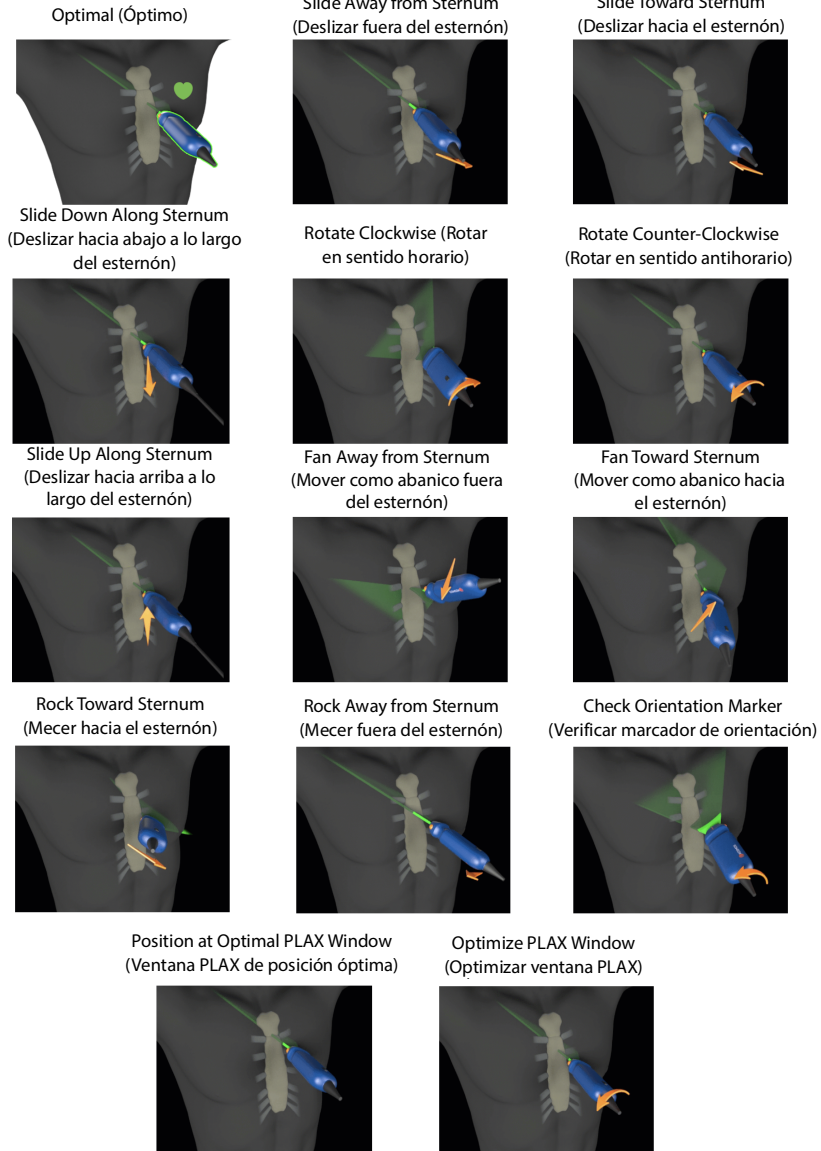 Optimal (Óptimo)
Slide Away from Sternum
(Deslizar fuera del esternón)
Slide Toward Sternum
(Deslizar hacia el esternón)
Slide Down Along Sternum
(Deslizar hacia abajo a lo largo
del esternón)
Rotate Clockwise (Rotar
en sentido horario)
Rotate Counter-Clockwise
(Rotar en sentido antihorario)
Slide Up Along Sternum
(Deslizar hacia arriba a lo
largo del esternón)
Fan Away from Sternum
(Mover como abanico fuera
del esternón)
Fan Toward Sternum
(Mover como abanico hacia
el esternón)
Rock Toward Sternum
(Mecer hacia el esternón)
Rock Away from Sternum
(Mecer fuera del esternón)
Check Orientation Marker
(Verificar marcador de orientación)
Position at Optimal PLAX Window
(Ventana PLAX de posición óptima)
Optimize PLAX Window
(Optimizar ventana PLAX)